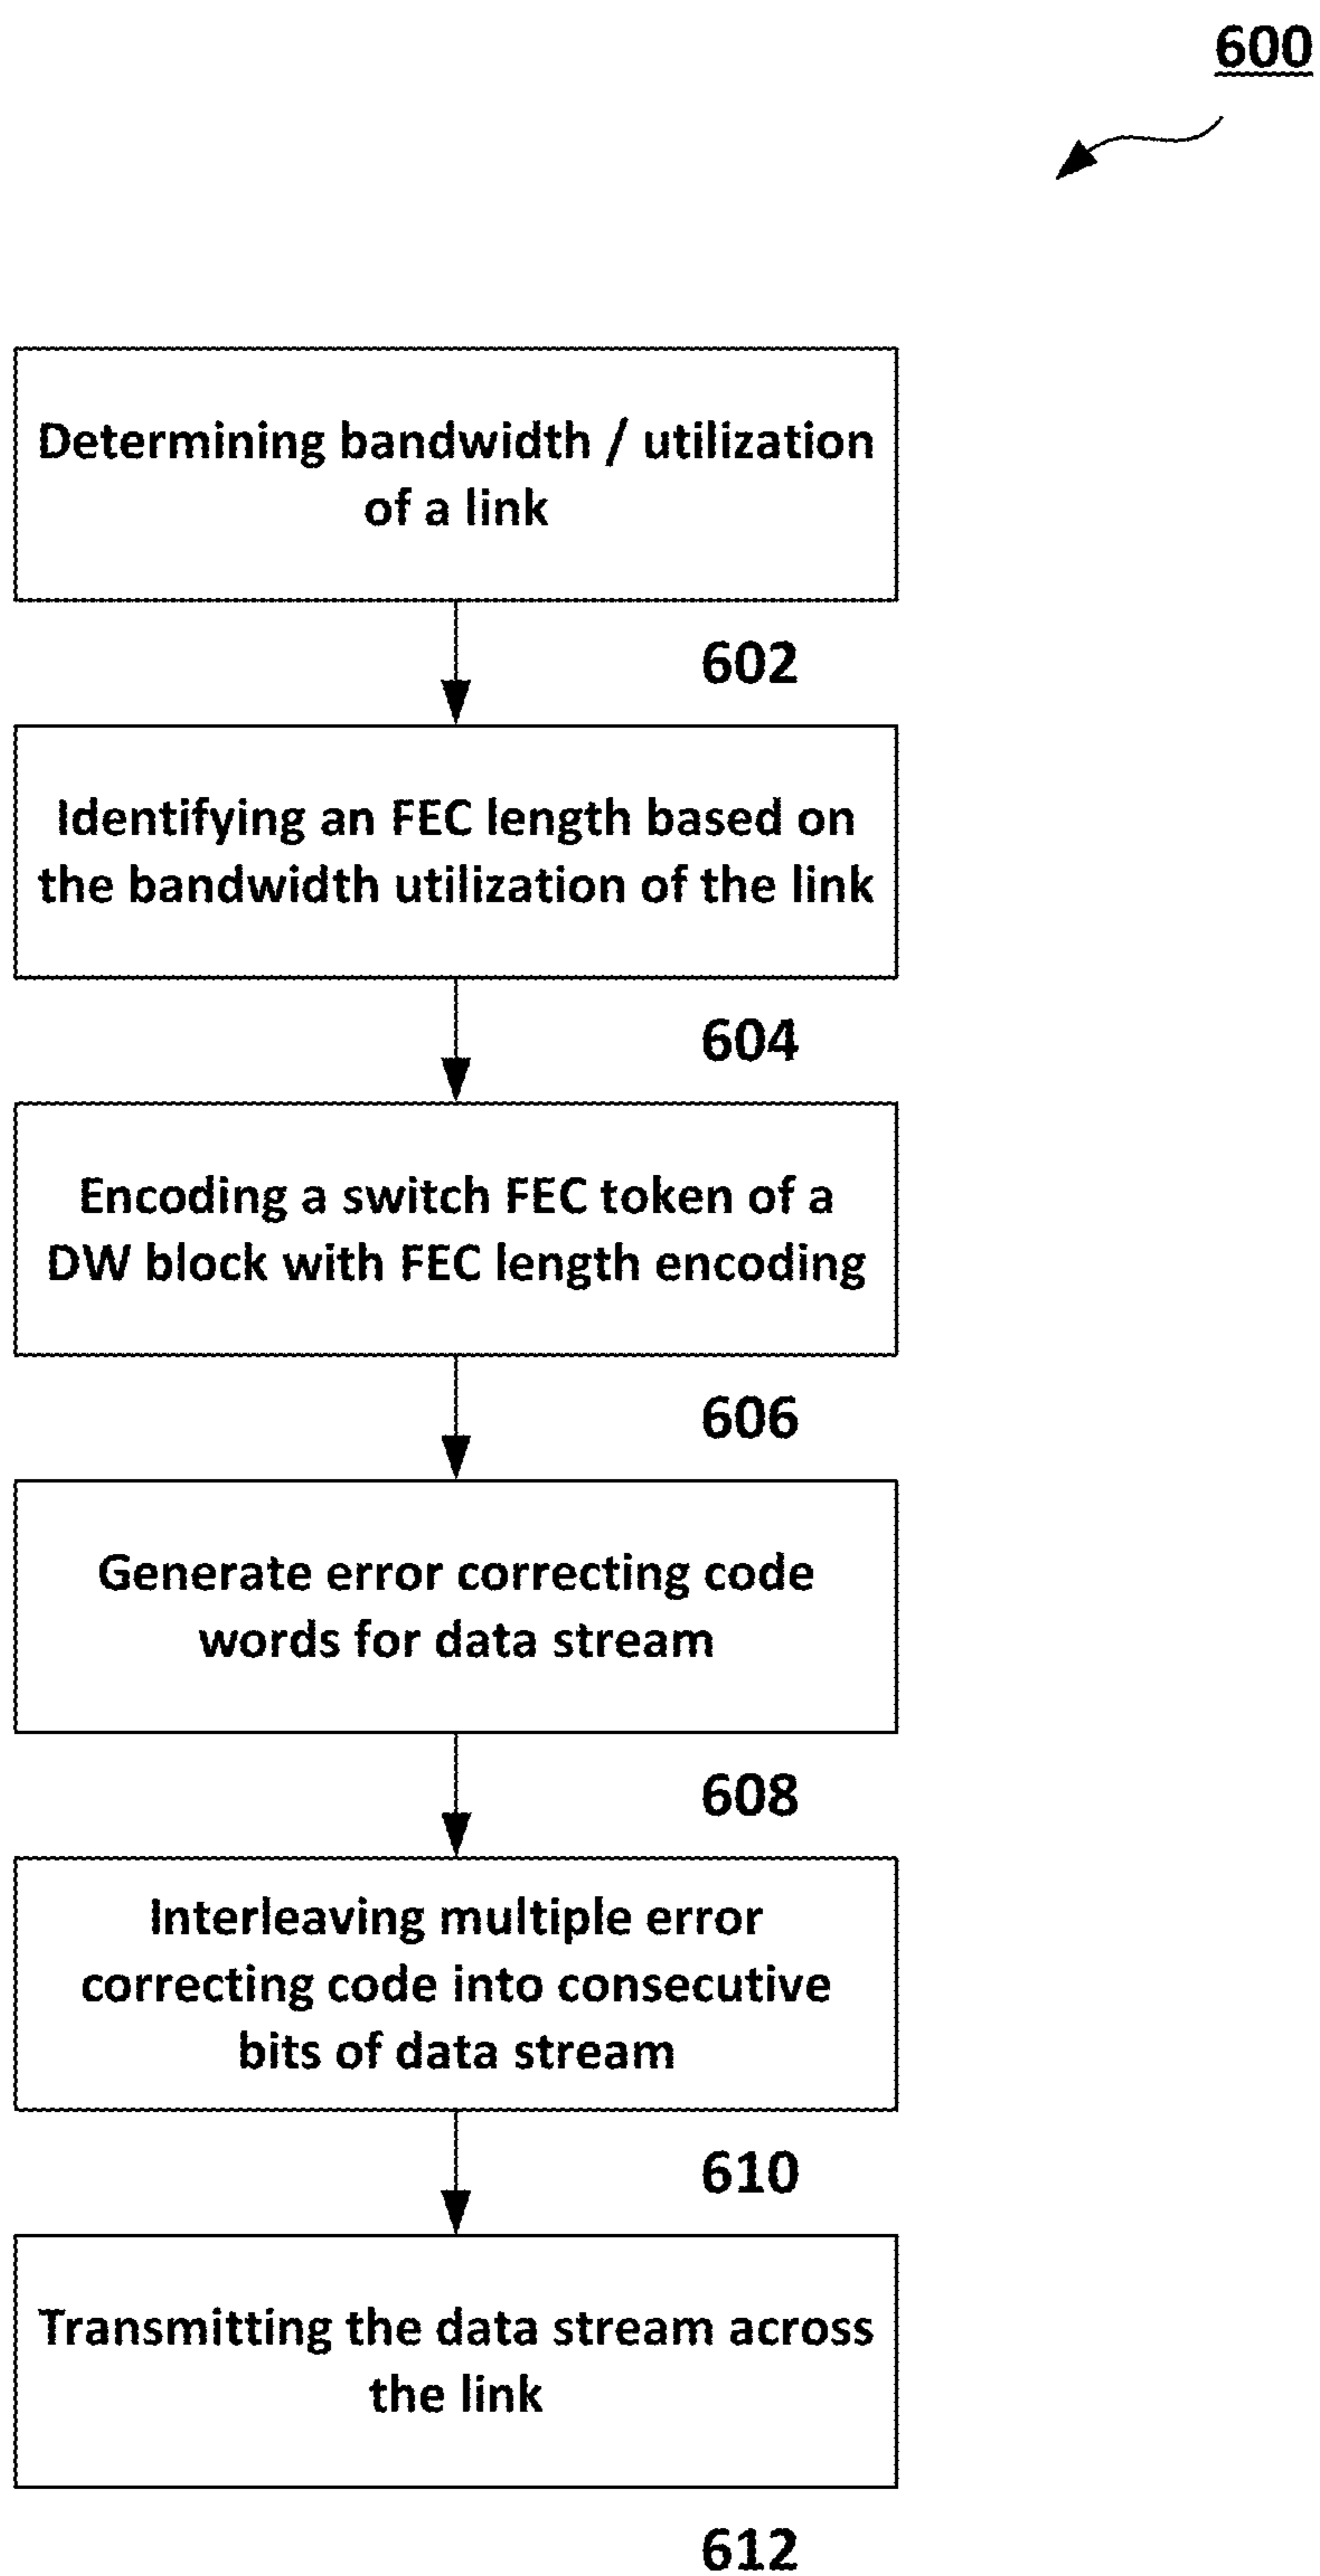 600
Determining bandwidth / utilization
of a link
602
Identifying an FEC length based on
the bandwidth utilization of the link
604
Encoding a switch FEC token of a
DW block with FEC length encoding
606
Generate error correcting code
words for data stream
608
Interleaving multiple error
correcting code into consecutive
bits of data stream
610
Transmitting the data stream across
the link
612